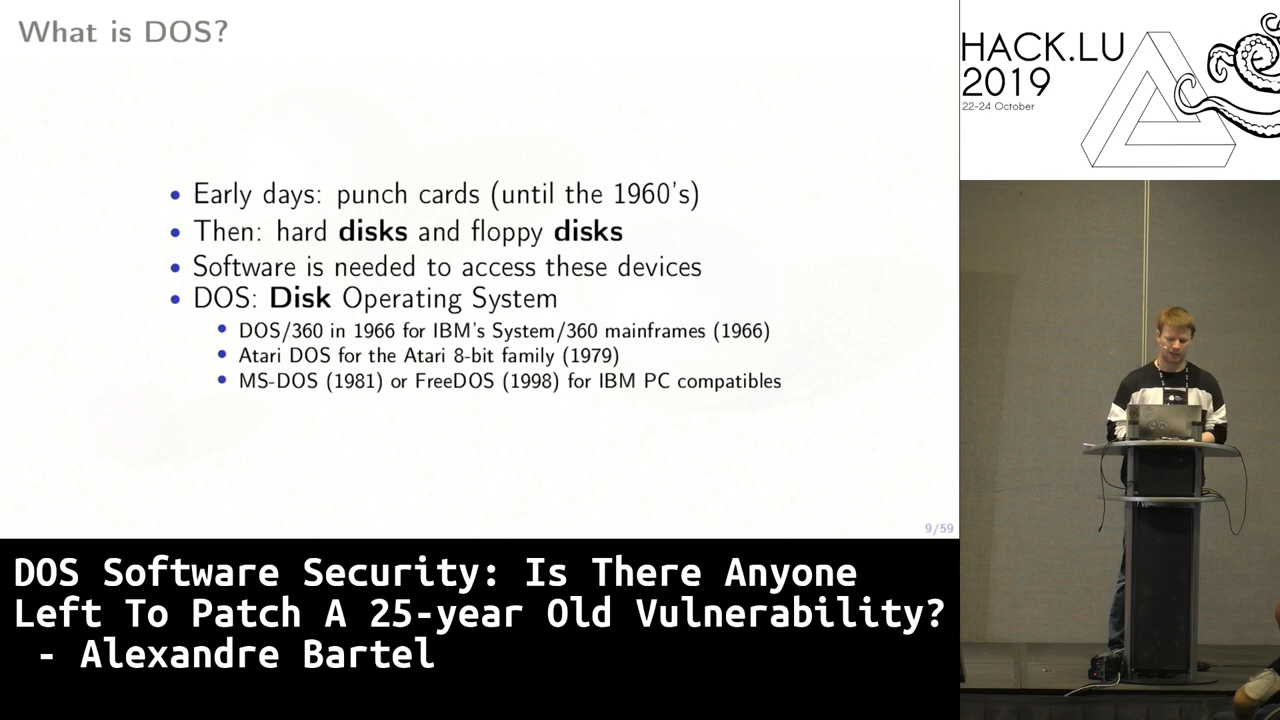 What is DOS?
• Early days: punch cards (until the 1960's)
• Then: hard disks and floppy disks
• Software is needed to access these devices
• DOS: Disk Operating System
• DOS/360 in 1966 for IBM's System/360 mainframes (1966)
• Atari DOS for the Atari 8-bit family (1979)
• MS-DOS (1981) or FreeDOS (1998) for IBM PC compatibles
9/59
HACK.LU
2019
22-24 October
DOS Software Security: Is There Anyone
Left To Patch A 25-year Old Vulnerability?
- Alexandre Bartel